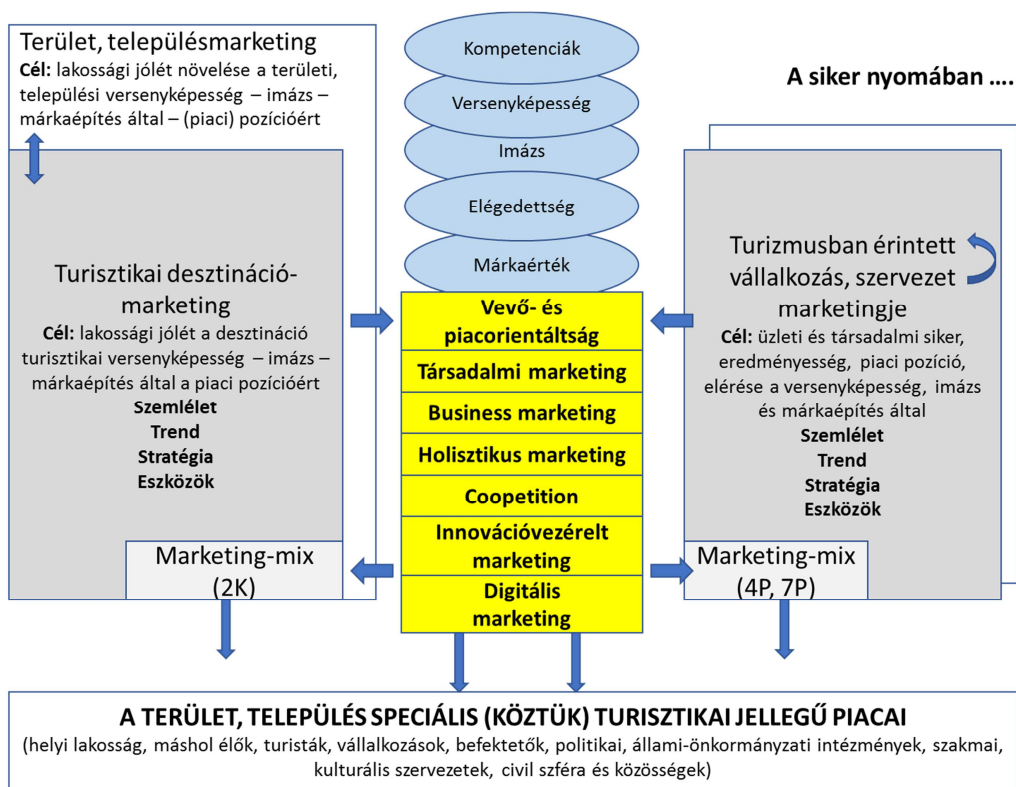 Terület, településmarketing
Cél: lakossági jólét növelése a területi,
települési versenyképesség – imázs –
márkaépítés által – (piaci) pozícióért
Turisztikai desztináció-
marketing
Cél: lakossági jólét a desztináció
turisztikai versenyképesség – imázs –
márkaépítés által a piaci pozícióért
Szemlélet
Trend
Stratégia
Eszközök
Marketing-mix
(2K)
Kompetenciák
Versenyképesség
Imázs
Elégedettség
Márkaérték
Vevő- és
piacorientáltság
Társadalmi marketing
Business marketing
Holisztikus marketing
Coopetition
Innovációvezérelt
marketing
Digitális
marketing
A siker nyomában ....
Turizmusban érintett
vállalkozás, szervezet
marketingje
Cél: üzleti és társadalmi siker,
eredményesség, piaci pozíció,
elérése a versenyképesség, imázs
és márkaépítés által
Szemlélet
Trend
Stratégia
Eszközök
Marketing-mix
(4P, 7P)
A TERÜLET, TELEPÜLÉS SPECIÁLIS (KÖZTÜK) TURISZTIKAI JELLEGŰ PIACAI
(helyi lakosság, máshol élők, turisták, vállalkozások, befektetők, politikai, állami-önkormányzati intézmények, szakmai,
kulturális szervezetek, civil szféra és közösségek)